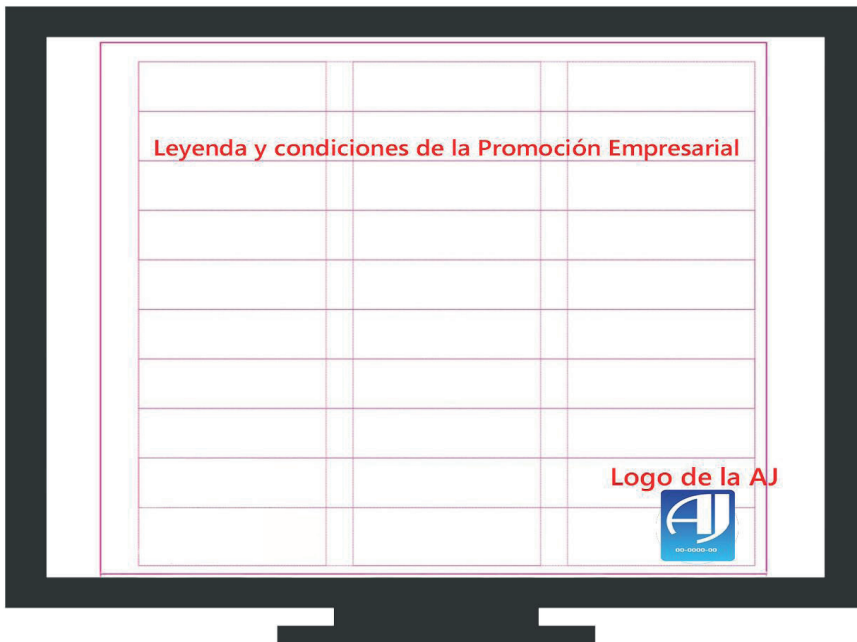 Leyenda y condiciones de la Promoción Empresarial
Logo de la AJ
AJ
00-0000-00